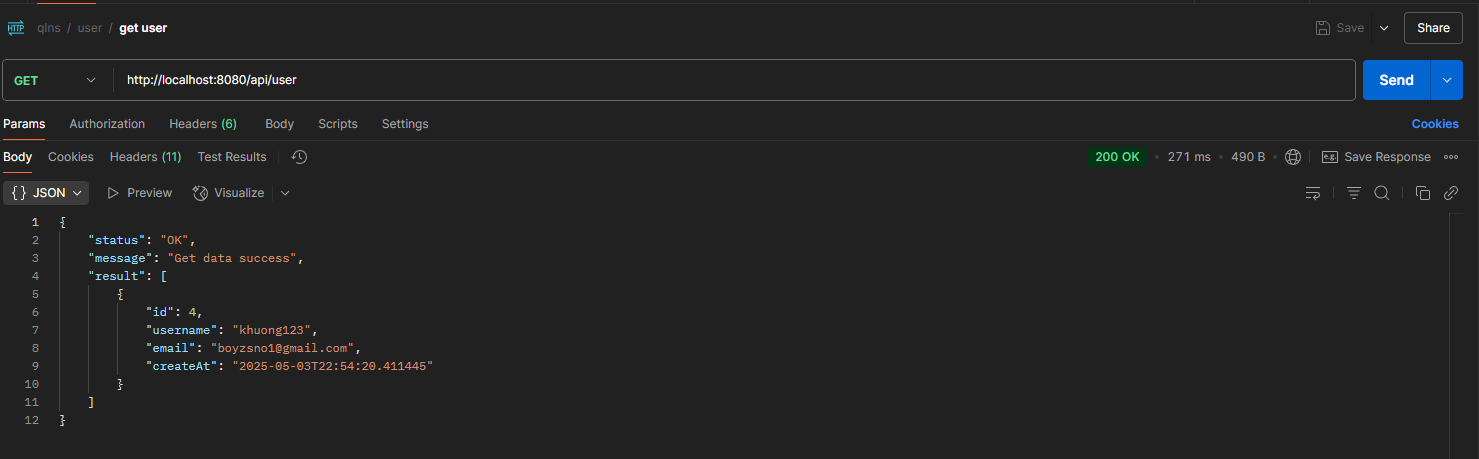 HTTP qlns / user / get user Save Share
GET http://localhost:8080/api/user Send
Params Authorization Headers (6) Body Scripts Settings Cookies
Body Cookies Headers (11) Test Results 200 OK • 271 ms • 490 B • e.g. Save Response
{} JSON Preview Visualize
1 {
2 "status": "OK",
3 "message": "Get data success",
4 "result": [
5 {
6 "id": 4,
7 "username": "khuong123",
8 "email": "boyzsno1@gmail.com",
9 "createAt": "2025-05-03T22:54:20.411445"
10 }
11 ]
12 }